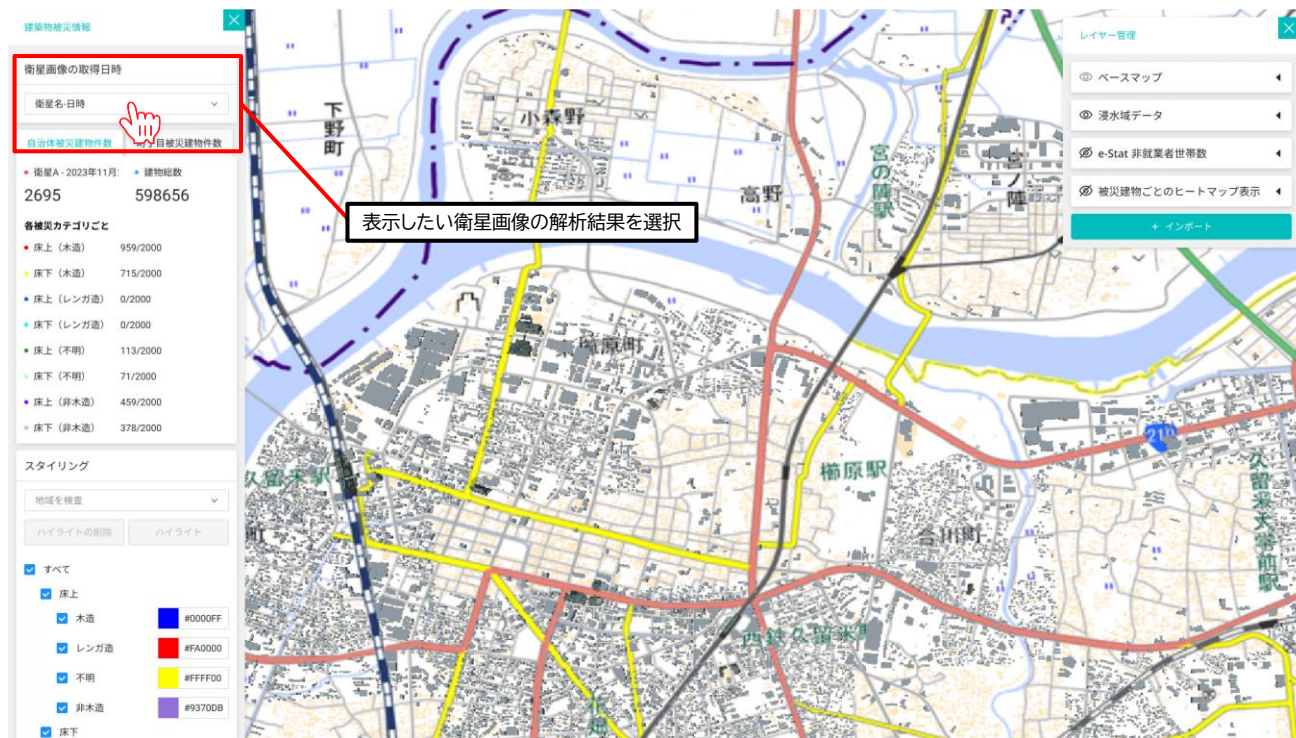 建築物被災情報
衛星画像の取得日時
衛星名-日時
自治体被災建物件数
目被災建物件数
衛星A - 2023年11月:
建物総数
2695
598656
各被災カテゴリごと
床上（木造） 959/2000
床下（木造） 715/2000
床上（レンガ造） 0/2000
床下（レンガ造） 0/2000
床上（不明） 113/2000
床下（不明） 71/2000
床上（非木造） 459/2000
床下（非木造） 378/2000
スタイリング
地域を検査
ハイライトの削除
ハイライト
すべて
床上
木造 #0000FF
レンガ造 #FA0000
不明 #FFFF00
非木造 #9370DB
床下
表示したい衛星画像の解析結果を選択
下野町
小森野
高野
宮の陣駅
宮ノ陣
櫛原町
久留米駅
櫛原駅
合川町
西鉄久留米
久留米大学前駅
210
レイヤー管理
ベースマップ
浸水域データ
e-Stat 非就業者世帯数
被災建物ごとのヒートマップ表示
+ インポート